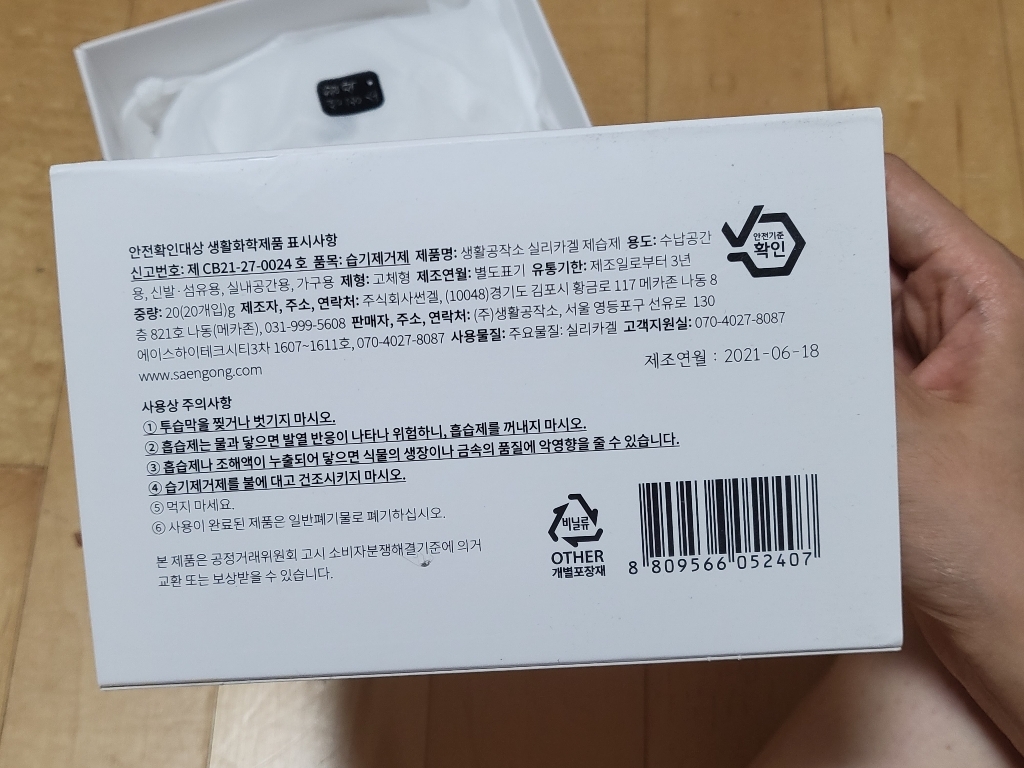 안전확인대상 생활화학제품 표시사항
신고번호: 제 CB21-27-0024 호 품목: 습기제거제 제품명: 생활공작소 실리카겔 제습제 용도: 수납공간
용, 신발·섬유용, 실내공간용, 가구용 제형: 고체형 제조연월: 별도표기 유통기한: 제조일로부터 3년
중량: 20(20개입)g 제조자, 주소, 연락처: 주식회사썬겔, (10048)경기도 김포시 황금로 117 메카존 나동 8
층 821호 나동(메카존), 031-999-5608 판매자, 주소, 연락처: (주)생활공작소, 서울 영등포구 선유로 130
에이스하이테크시티3차 1607~1611호, 070-4027-8087 사용물질: 주요물질: 실리카겔 고객지원실: 070-4027-8087
www.saengong.com
안전기준
확인
제조연월 : 2021-06-18
사용상 주의사항
① 투습막을 찢거나 벗기지 마시오.
② 흡습제는 물과 닿으면 발열 반응이 나타나 위험하니, 흡습제를 꺼내지 마시오.
③ 흡습제나 조해액이 누출되어 닿으면 식물의 생장이나 금속의 품질에 악영향을 줄 수 있습니다.
④ 습기제거제를 불에 대고 건조시키지 마시오.
⑤ 먹지 마세요.
⑥ 사용이 완료된 제품은 일반폐기물로 폐기하십시오.
본 제품은 공정거래위원회 고시 소비자분쟁해결기준에 의거
교환 또는 보상받을 수 있습니다.
비닐류
OTHER
개별포장재
8 809566 052407